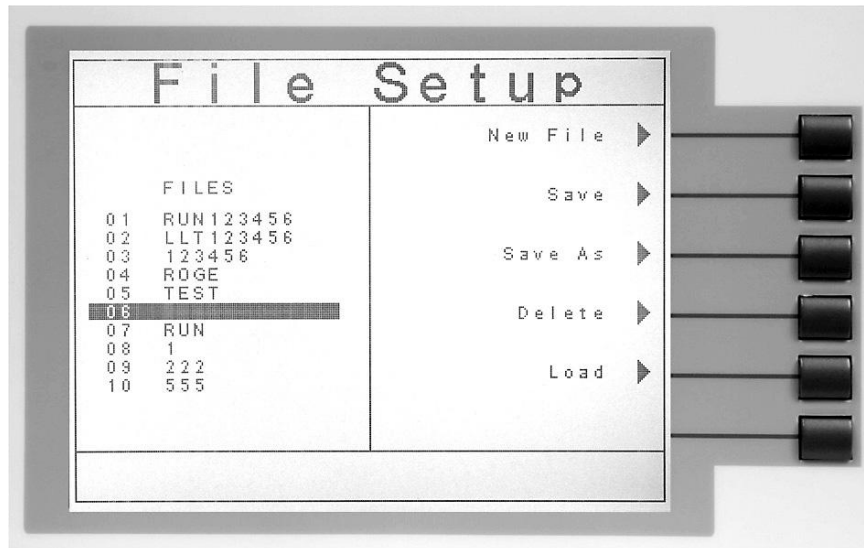 File Setup
FILES
01 RUN123456
02 LLT123456
03 123456
04 ROGE
05 TEST
06
07 RUN
08 1
09 222
10 555
New File
Save
Save As
Delete
Load